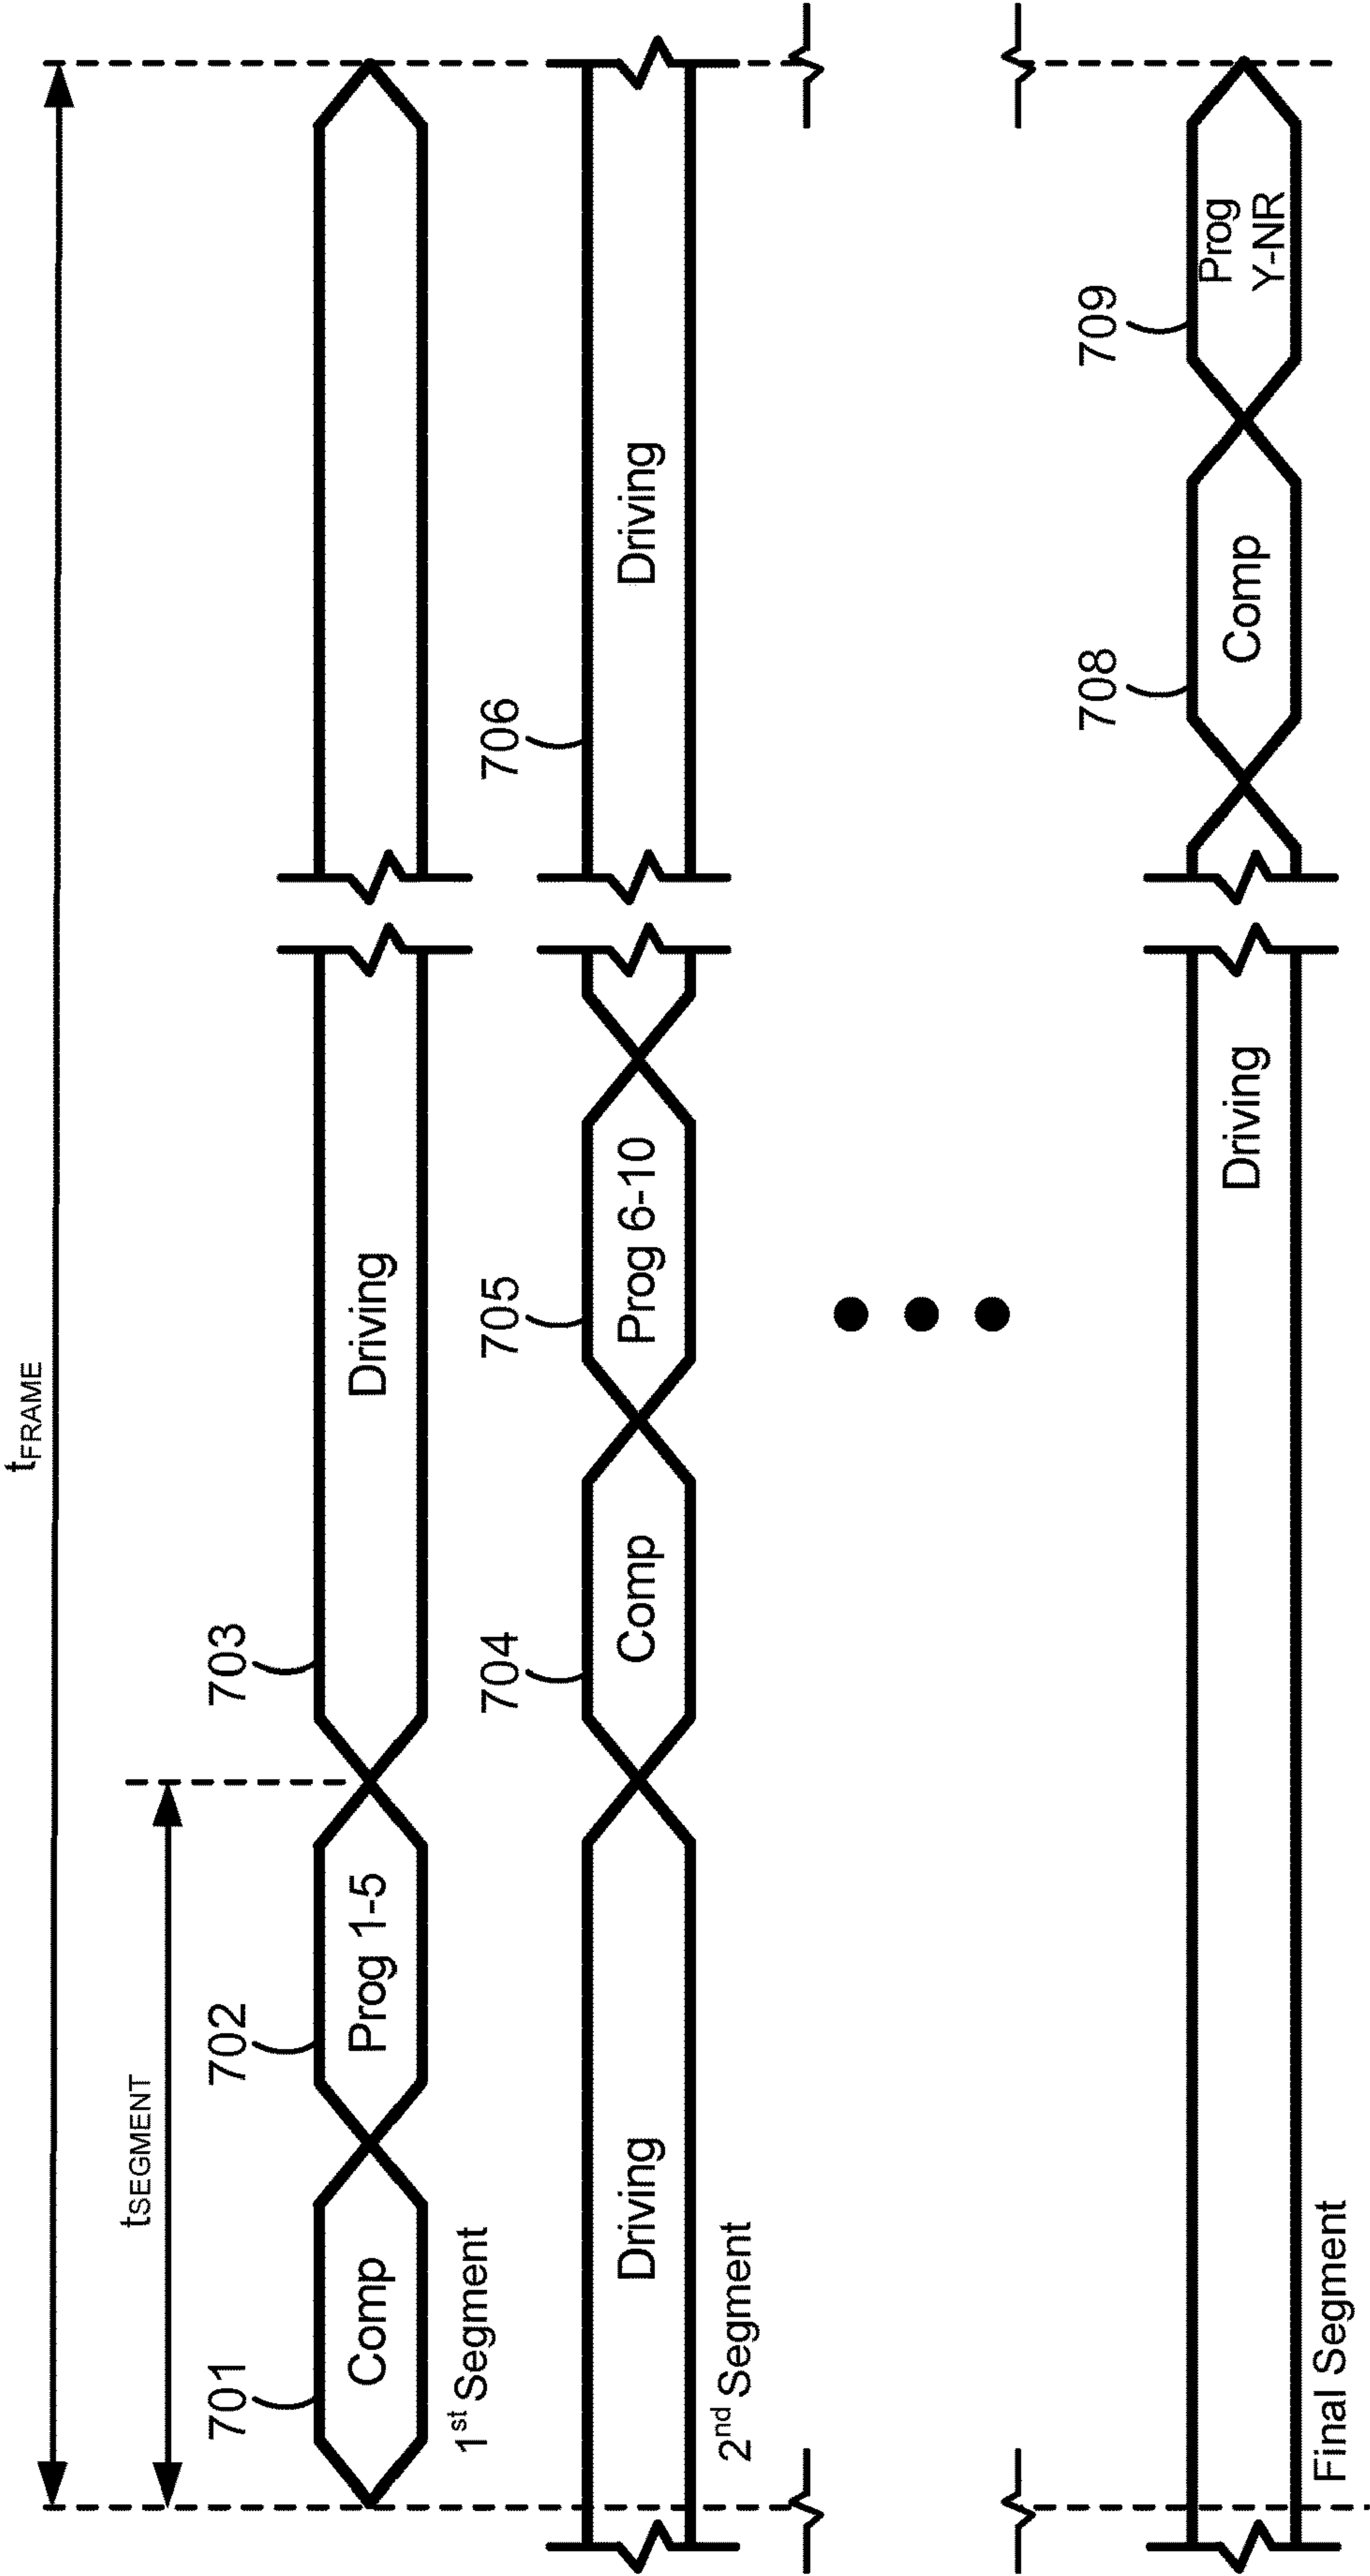 tFRAME
tSEGMENT
701
702
703
Comp
Prog 1-5
Driving
1st Segment
704
705
706
Driving
Comp
Prog 6-10
Driving
2nd Segment
708
709
Driving
Comp
Prog
Y-NR
Final Segment